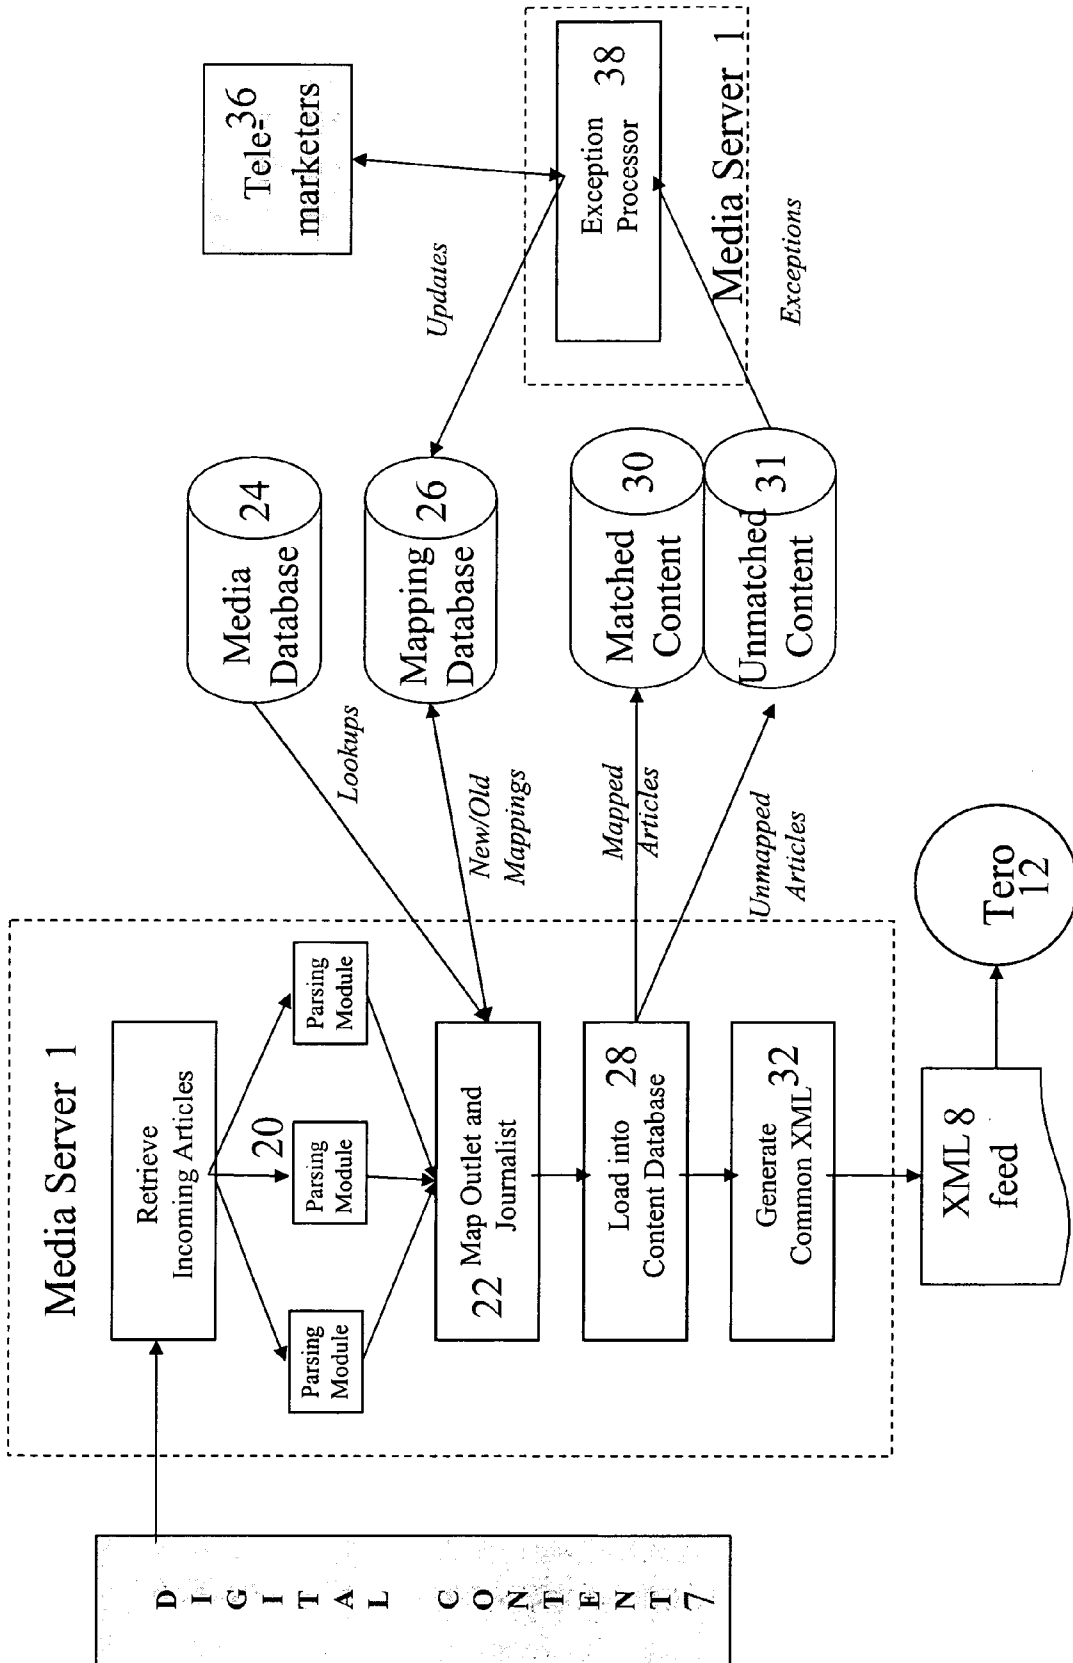 Media Server 1
DIGITAL CONTENT 7
Retrieve
Incoming Articles
20
Parsing
Module
Parsing
Module
Parsing
Module
22 Map Outlet and
Journalist
Load into 28
Content Database
Generate 32
Common XML
XML 8
feed
Tero
12
Lookups
New/Old
Mappings
Mapped
Articles
Unmapped
Articles
Media
Database
24
Mapping
Database
26
Matched
Content
30
Unmatched
Content
31
Updates
Exceptions
Tele-
36
marketers
Exception
Processor
38
Media Server 1